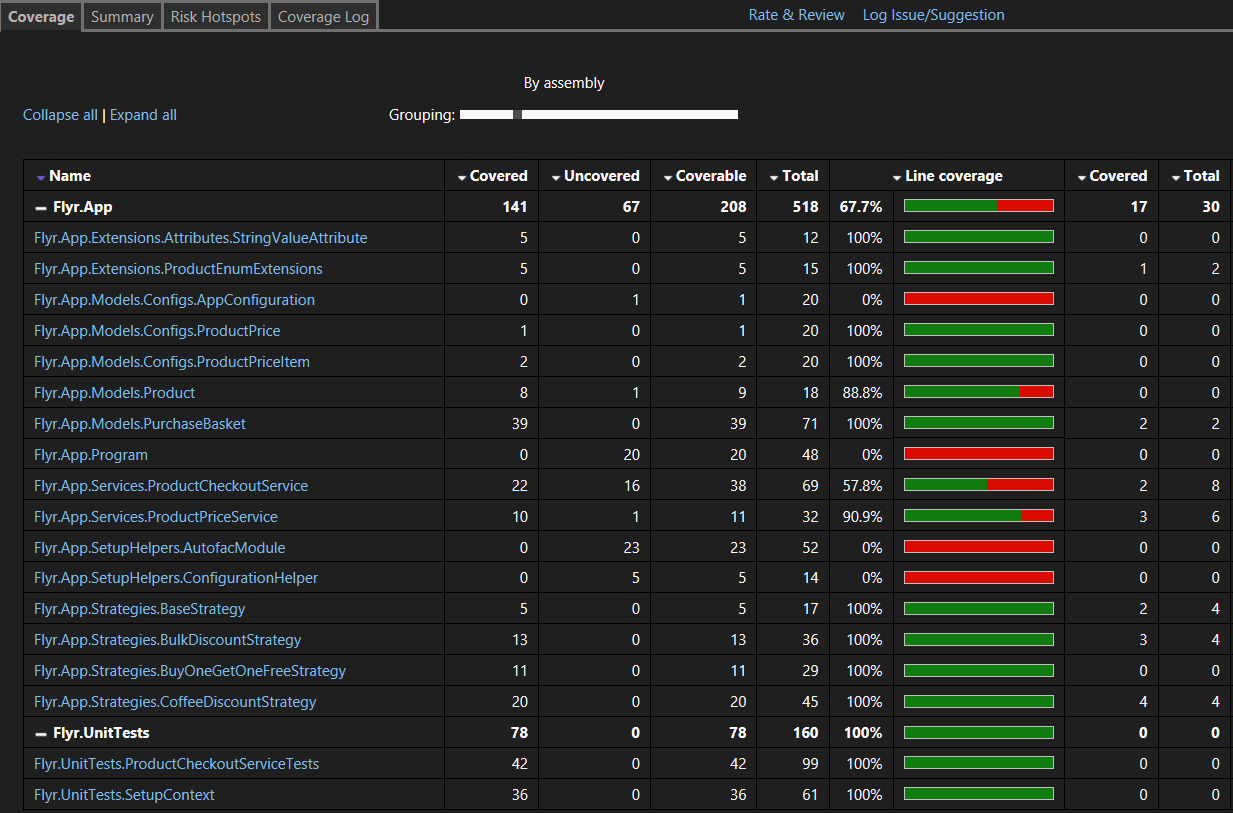 Coverage Summary Risk Hotspots Coverage Log Rate & Review Log Issue/Suggestion
By assembly
Collapse all | Expand all Grouping:
Name Covered Uncovered Coverable Total Line coverage Covered Total
Flyr.App 141 67 208 518 67.7% 17 30
Flyr.App.Extensions.Attributes.StringValueAttribute 5 0 5 12 100% 0 0
Flyr.App.Extensions.ProductEnumExtensions 5 0 5 15 100% 1 2
Flyr.App.Models.Configs.AppConfiguration 0 1 1 20 0% 0 0
Flyr.App.Models.Configs.ProductPrice 1 0 1 20 100% 0 0
Flyr.App.Models.Configs.ProductPriceItem 2 0 2 20 100% 0 0
Flyr.App.Models.Product 8 1 9 18 88.8% 0 0
Flyr.App.Models.PurchaseBasket 39 0 39 71 100% 2 2
Flyr.App.Program 0 20 20 48 0% 0 0
Flyr.App.Services.ProductCheckoutService 22 16 38 69 57.8% 2 8
Flyr.App.Services.ProductPriceService 10 1 11 32 90.9% 3 6
Flyr.App.SetupHelpers.AutofacModule 0 23 23 52 0% 0 0
Flyr.App.SetupHelpers.ConfigurationHelper 0 5 5 14 0% 0 0
Flyr.App.Strategies.BaseStrategy 5 0 5 17 100% 2 4
Flyr.App.Strategies.BulkDiscountStrategy 13 0 13 36 100% 3 4
Flyr.App.Strategies.BuyOneGetOneFreeStrategy 11 0 11 29 100% 0 0
Flyr.App.Strategies.CoffeeDiscountStrategy 20 0 20 45 100% 4 4
Flyr.UnitTests 78 0 78 160 100% 0 0
Flyr.UnitTests.ProductCheckoutServiceTests 42 0 42 99 100% 0 0
Flyr.UnitTests.SetupContext 36 0 36 61 100% 0 0